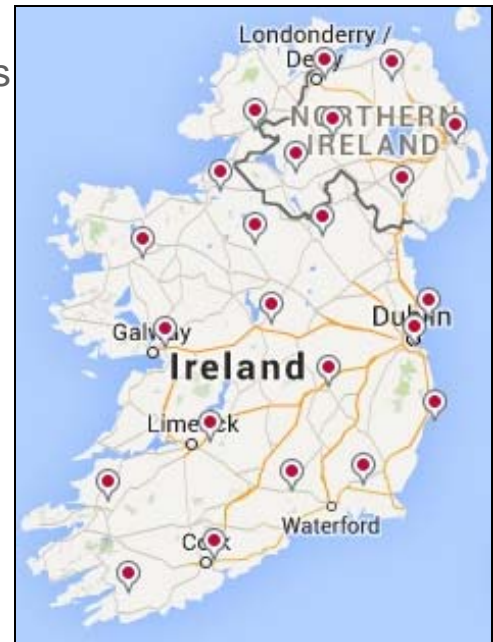 s
Londonderry /
Derry
NORTHERN
IRELAND
Dublin
Galway
Ireland
Limerick
Waterford
Cork